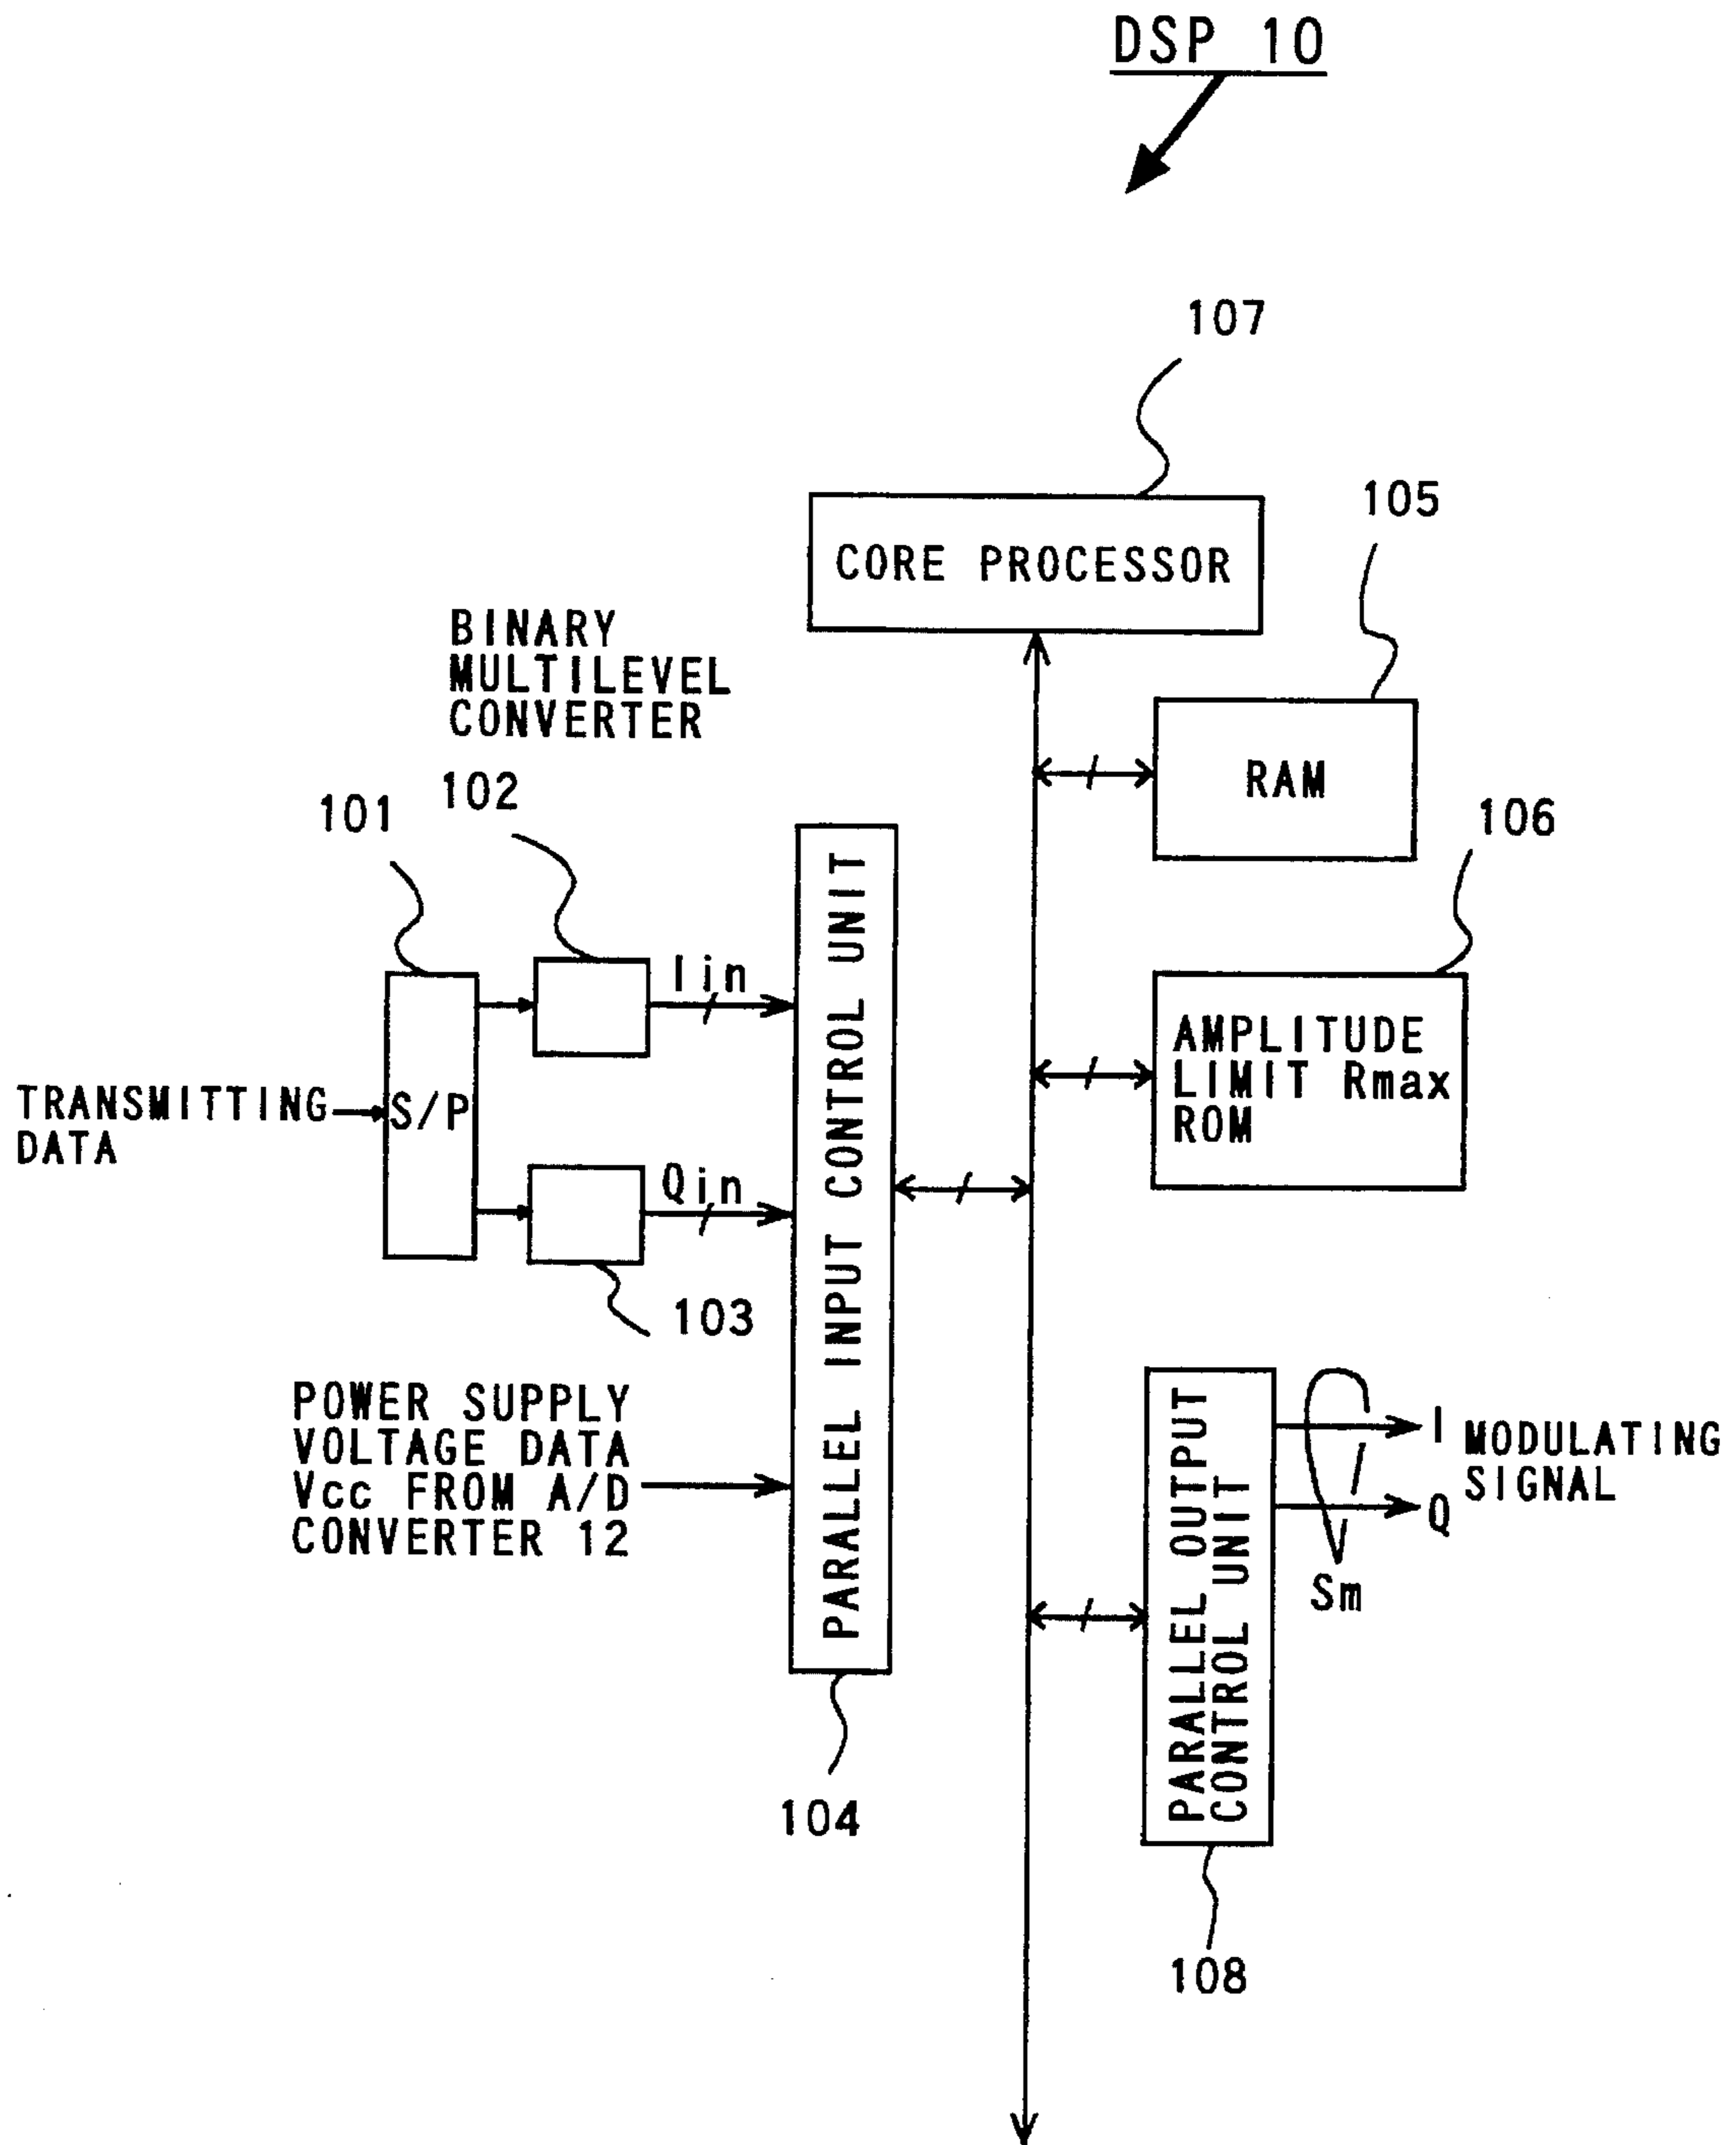 DSP 10
107
CORE PROCESSOR
105
RAM
BINARY
MULTILEVEL
CONVERTER
101
102
106
AMPLITUDE
LIMIT Rmax
ROM
Iin
TRANSMITTING
DATA
S/P
Qin
103
PARALLEL INPUT CONTROL UNIT
POWER SUPPLY
VOLTAGE DATA
Vcc FROM A/D
CONVERTER 12
104
PARALLEL OUTPUT
CONTROL UNIT
I
Q
MODULATING
SIGNAL
Sm
108